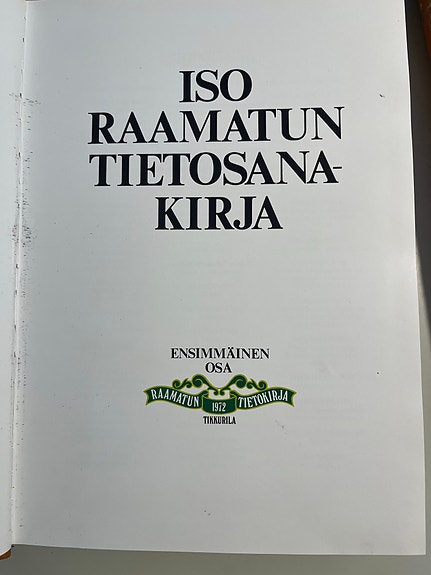 ISO
RAAMATUN
TIETOSANA-
KIRJA
ENSIMMÄINEN
OSA
RAAMATUN 1972 TIETOKIRJA
TIKKURILA